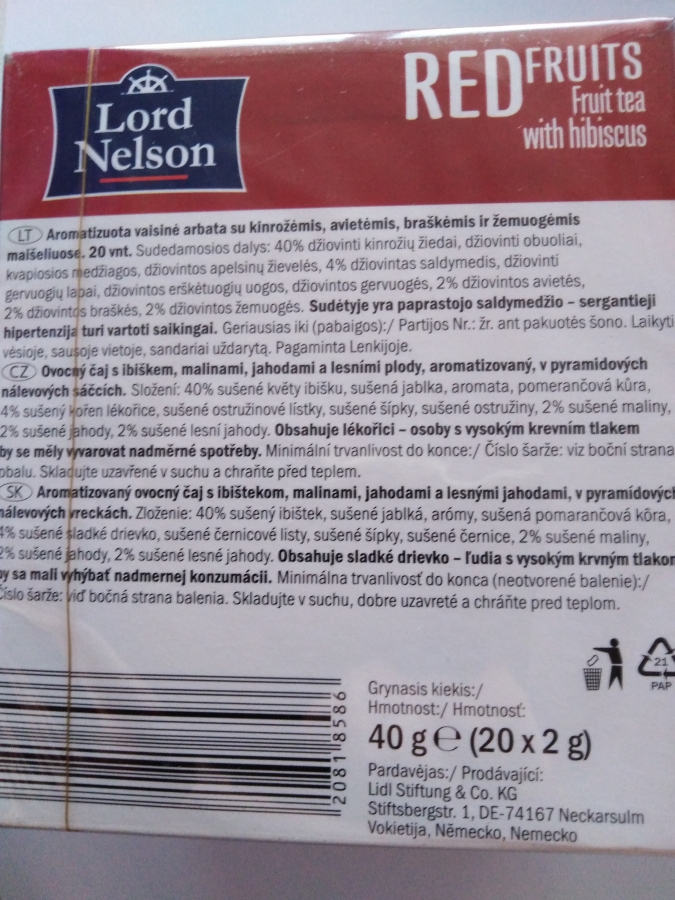 Lord
Nelson
REDFRUITS
Fruit tea
with hibiscus
LT Aromatizuota vaisinė arbata su kinrožėmis, avietėmis, braškėmis ir žemuogėmis
maišeliuose. 20 vnt. Sudedamosios dalys: 40% džiovinti kinrožių žiedai, džiovinti obuoliai,
kvapiosios medžiagos, džiovintos apelsinų žievelės, 4% džiovintas saldymedis, džiovinti
gervuogių lapai, džiovintos erškėtuogių uogos, džiovintos gervuogės, 2% džiovintos avietės,
2% džiovintos braškės, 2% džiovintos žemuogės. Sudėtyje yra paprastojo saldymedžio – sergantieji
hipertenzija turi vartoti saikingai. Geriausias iki (pabaigos):/ Partijos Nr.: žr. ant pakuotės šono. Laikyti
vėsioje, sausoje vietoje, sandariai uždarytą. Pagaminta Lenkijoje.
CZ Ovocný čaj s ibiškem, malinami, jahodami a lesními plody, aromatizovaný, v pyramidových
nálevových sáčcích. Složení: 40% sušené květy ibišku, sušená jablka, aromata, pomerančová kůra,
4% sušený kořen lékořice, sušené ostružinové lístky, sušené šípky, sušené ostružiny, 2% sušené maliny,
2% sušené jahody, 2% sušené lesní jahody. Obsahuje lékořici – osoby s vysokým krevním tlakem
by se měly vyvarovat nadměrné spotřeby. Minimální trvanlivost do konce:/ Číslo šarže: viz boční strana
obalu. Skladujte uzavřené v suchu a chraňte před teplem.
SK Aromatizovaný ovocný čaj s ibištekom, malinami, jahodami a lesnými jahodami, v pyramídových
nálevových vreckách. Zloženie: 40% sušený ibištek, sušené jablká, arómy, sušená pomarančová kôra,
4% sušené sladké drievko, sušené černicové listy, sušené šípky, sušené černice, 2% sušené maliny,
2% sušené jahody, 2% sušené lesné jahody. Obsahuje sladké drievko – ľudia s vysokým krvným tlakom
by sa mali vyhýbať nadmernej konzumácii. Minimálna trvanlivosť do konca (neotvorené balenie):/
Číslo šarže: viď bočná strana balenia. Skladujte v suchu, dobre uzavreté a chráňte pred teplom.
21
PAP
2081 8586
Grynasis kiekis:/
Hmotnost:/ Hmotnosť:
40 g e (20 x 2 g)
Pardavėjas:/ Prodávající:
Lidl Stiftung & Co. KG
Stiftsbergstr. 1, DE-74167 Neckarsulm
Vokietija, Německo, Nemecko